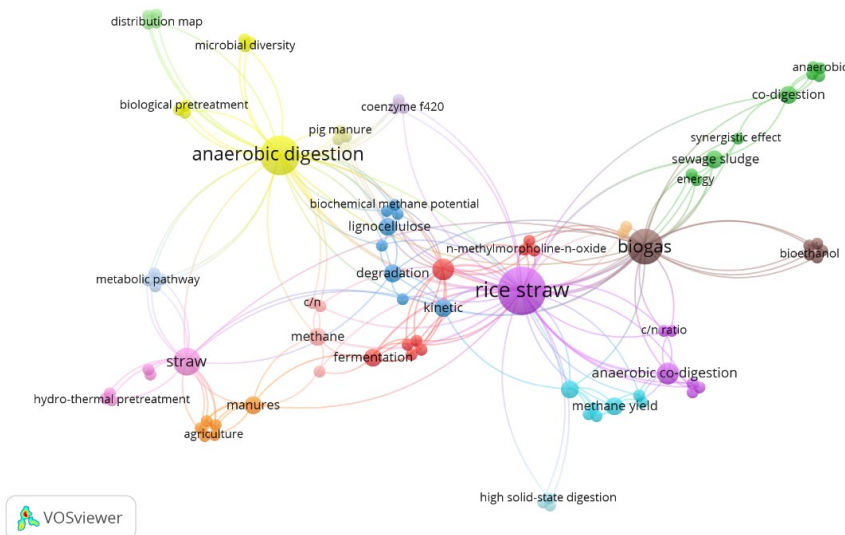 distribution map
microbial diversity
anaerobic
co-digestion
biological pretreatment
coenzyme f420
pig manure
synergistic effect
anaerobic digestion
sewage sludge
energy
biochemical methane potential
lignocellulose
n-methylmorpholine-n-oxide
biogas
bioethanol
metabolic pathway
degradation
rice straw
c/n
kinetic
methane
c/n ratio
straw
fermentation
anaerobic co-digestion
hydro-thermal pretreatment
manures
methane yield
agriculture
high solid-state digestion
VOSviewer